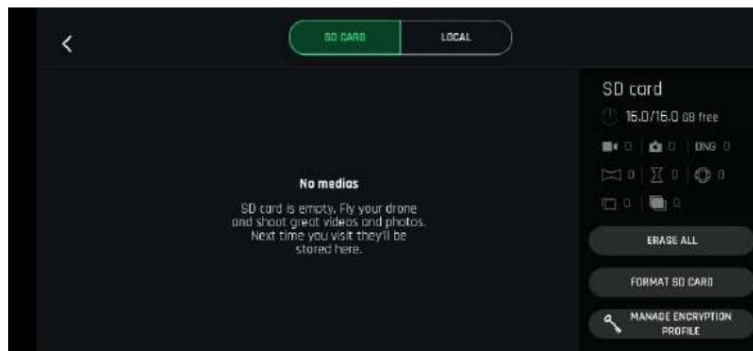 SD CARD
LOCAL
No medias
SD card is empty. Fly your drone
and shoot great videos and photos.
Next time you visit they'll be
stored here.
SD card
16.0/16.0 GB free
0 0 DNG 0
0 0 0
0 0
ERASE ALL
FORMAT SD CARD
MANAGE ENCRYPTION
PROFILE